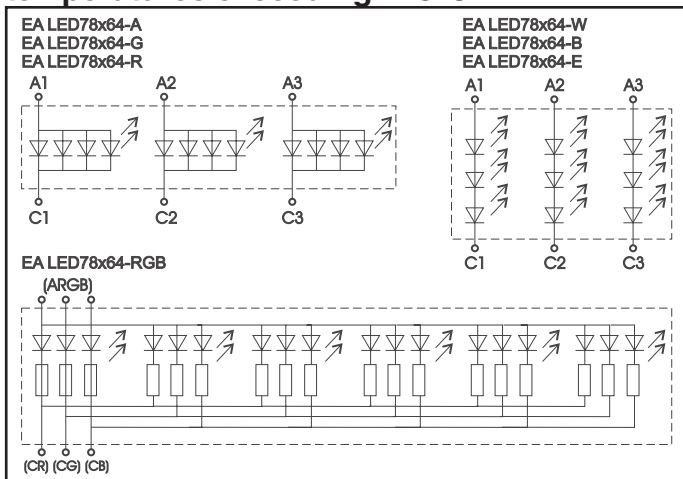 EA LED78x64-A
EA LED78x64-G
EA LED78x64-R
A1 A2 A3
C1 C2 C3
EA LED78x64-W
EA LED78x64-B
EA LED78x64-E
A1 A2 A3
C1 C2 C3
EA LED78x64-RGB
(ARGB)
(CR) (CG) (CB)